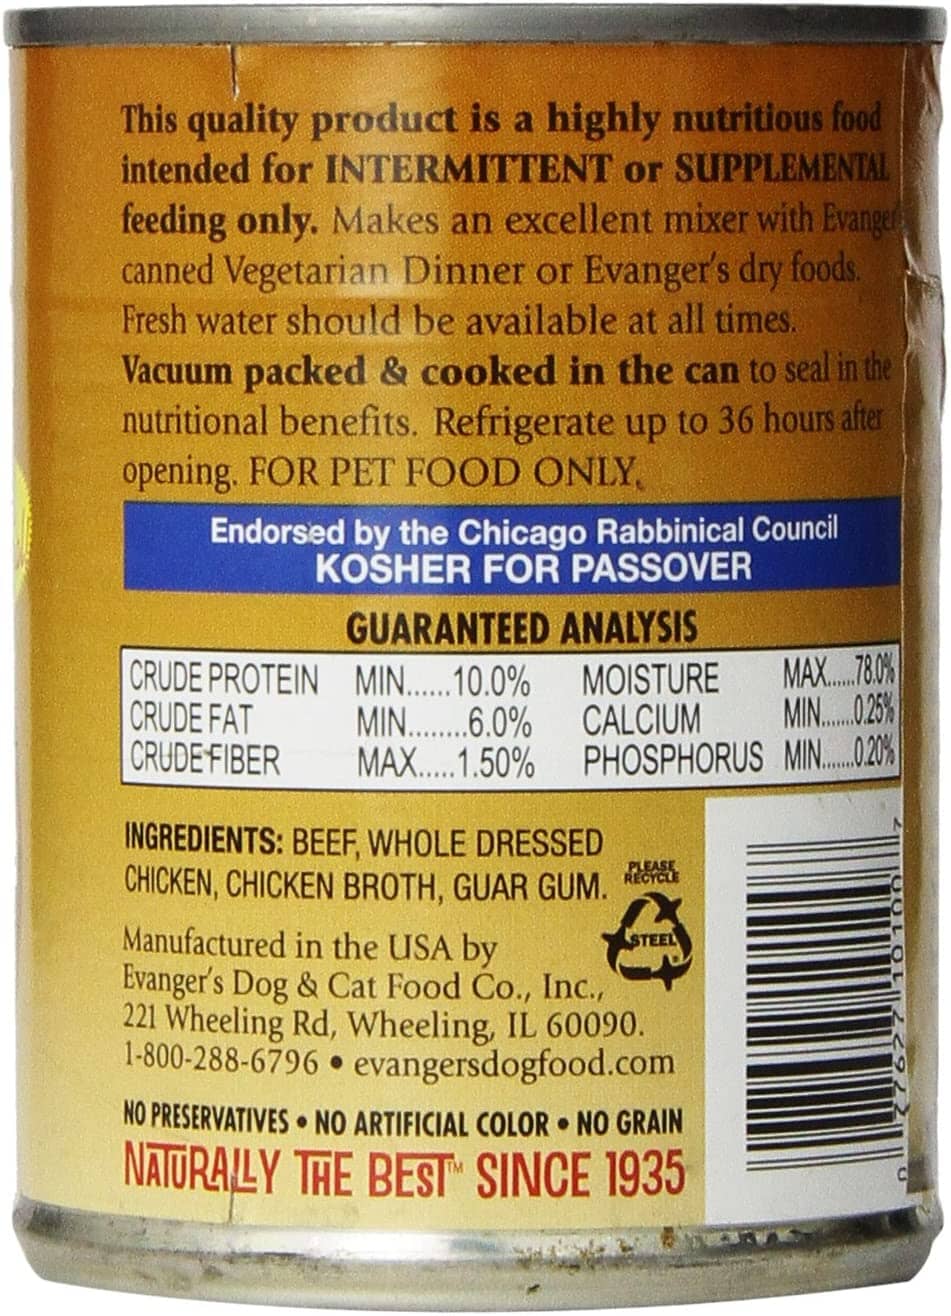 This quality product is a highly nutritious food
intended for INTERMITTENT or SUPPLEMENTAL
feeding only. Makes an excellent mixer with
canned Vegetarian Dinner or Evanger's dry foods.
Fresh water should be available at all times.
Vacuum packed & cooked in the can to seal in the
nutritional benefits. Refrigerate up to 36 hours after
opening. FOR PET FOOD ONLY.
Endorsed by the Chicago Rabbinical Council
KOSHER FOR PASSOVER
GUARANTEED ANALYSIS
CRUDE PROTEIN MIN......10.0% MOISTURE MAX......78.0%
CRUDE FAT MIN.........6.0% CALCIUM MIN.......0.25%
CRUDE FIBER MAX.....1.50% PHOSPHORUS MIN.......0.20%
INGREDIENTS: BEEF, WHOLE DRESSED
CHICKEN, CHICKEN BROTH, GUAR GUM.
PLEASE
RECYCLE
STEEL
Manufactured in the USA by
Evanger's Dog & Cat Food Co., Inc.,
221 Wheeling Rd, Wheeling, IL 60090.
1-800-288-6796 • evangersdogfood.com
NO PRESERVATIVES • NO ARTIFICIAL COLOR • NO GRAIN
NATURALLY THE BEST™ SINCE 1935
0 77627 10100 7